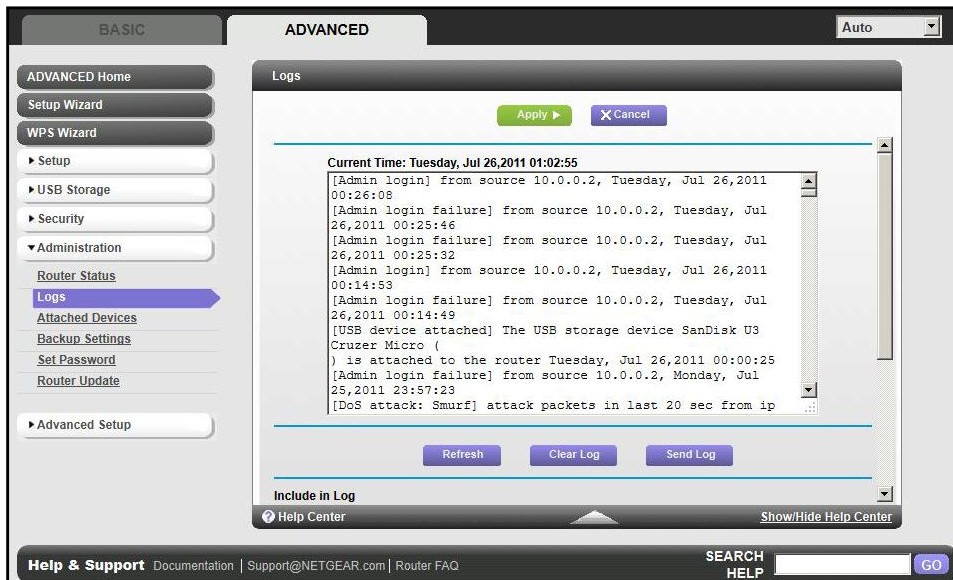 BASIC
ADVANCED
Auto
ADVANCED Home
Setup Wizard
WPS Wizard
Setup
USB Storage
Security
Administration
Router Status
Logs
Attached Devices
Backup Settings
Set Password
Router Update
Advanced Setup
Logs
Apply
Cancel
Current Time: Tuesday, Jul 26,2011 01:02:55
[Admin login] from source 10.0.0.2, Tuesday, Jul 26,2011
00:26:08
[Admin login failure] from source 10.0.0.2, Tuesday, Jul
26,2011 00:25:46
[Admin login failure] from source 10.0.0.2, Tuesday, Jul
26,2011 00:25:32
[Admin login] from source 10.0.0.2, Tuesday, Jul 26,2011
00:14:53
[Admin login failure] from source 10.0.0.2, Tuesday, Jul
26,2011 00:14:49
[USB device attached] The USB storage device SanDisk U3
Cruzer Micro (
) is attached to the router Tuesday, Jul 26,2011 00:00:25
[Admin login failure] from source 10.0.0.2, Monday, Jul
25,2011 23:57:23
[DoS attack: Smurf] attack packets in last 20 sec from ip
Refresh
Clear Log
Send Log
Include in Log
Help Center
Show/Hide Help Center
Help & Support Documentation | Support@NETGEAR.com | Router FAQ
SEARCH
HELP
GO